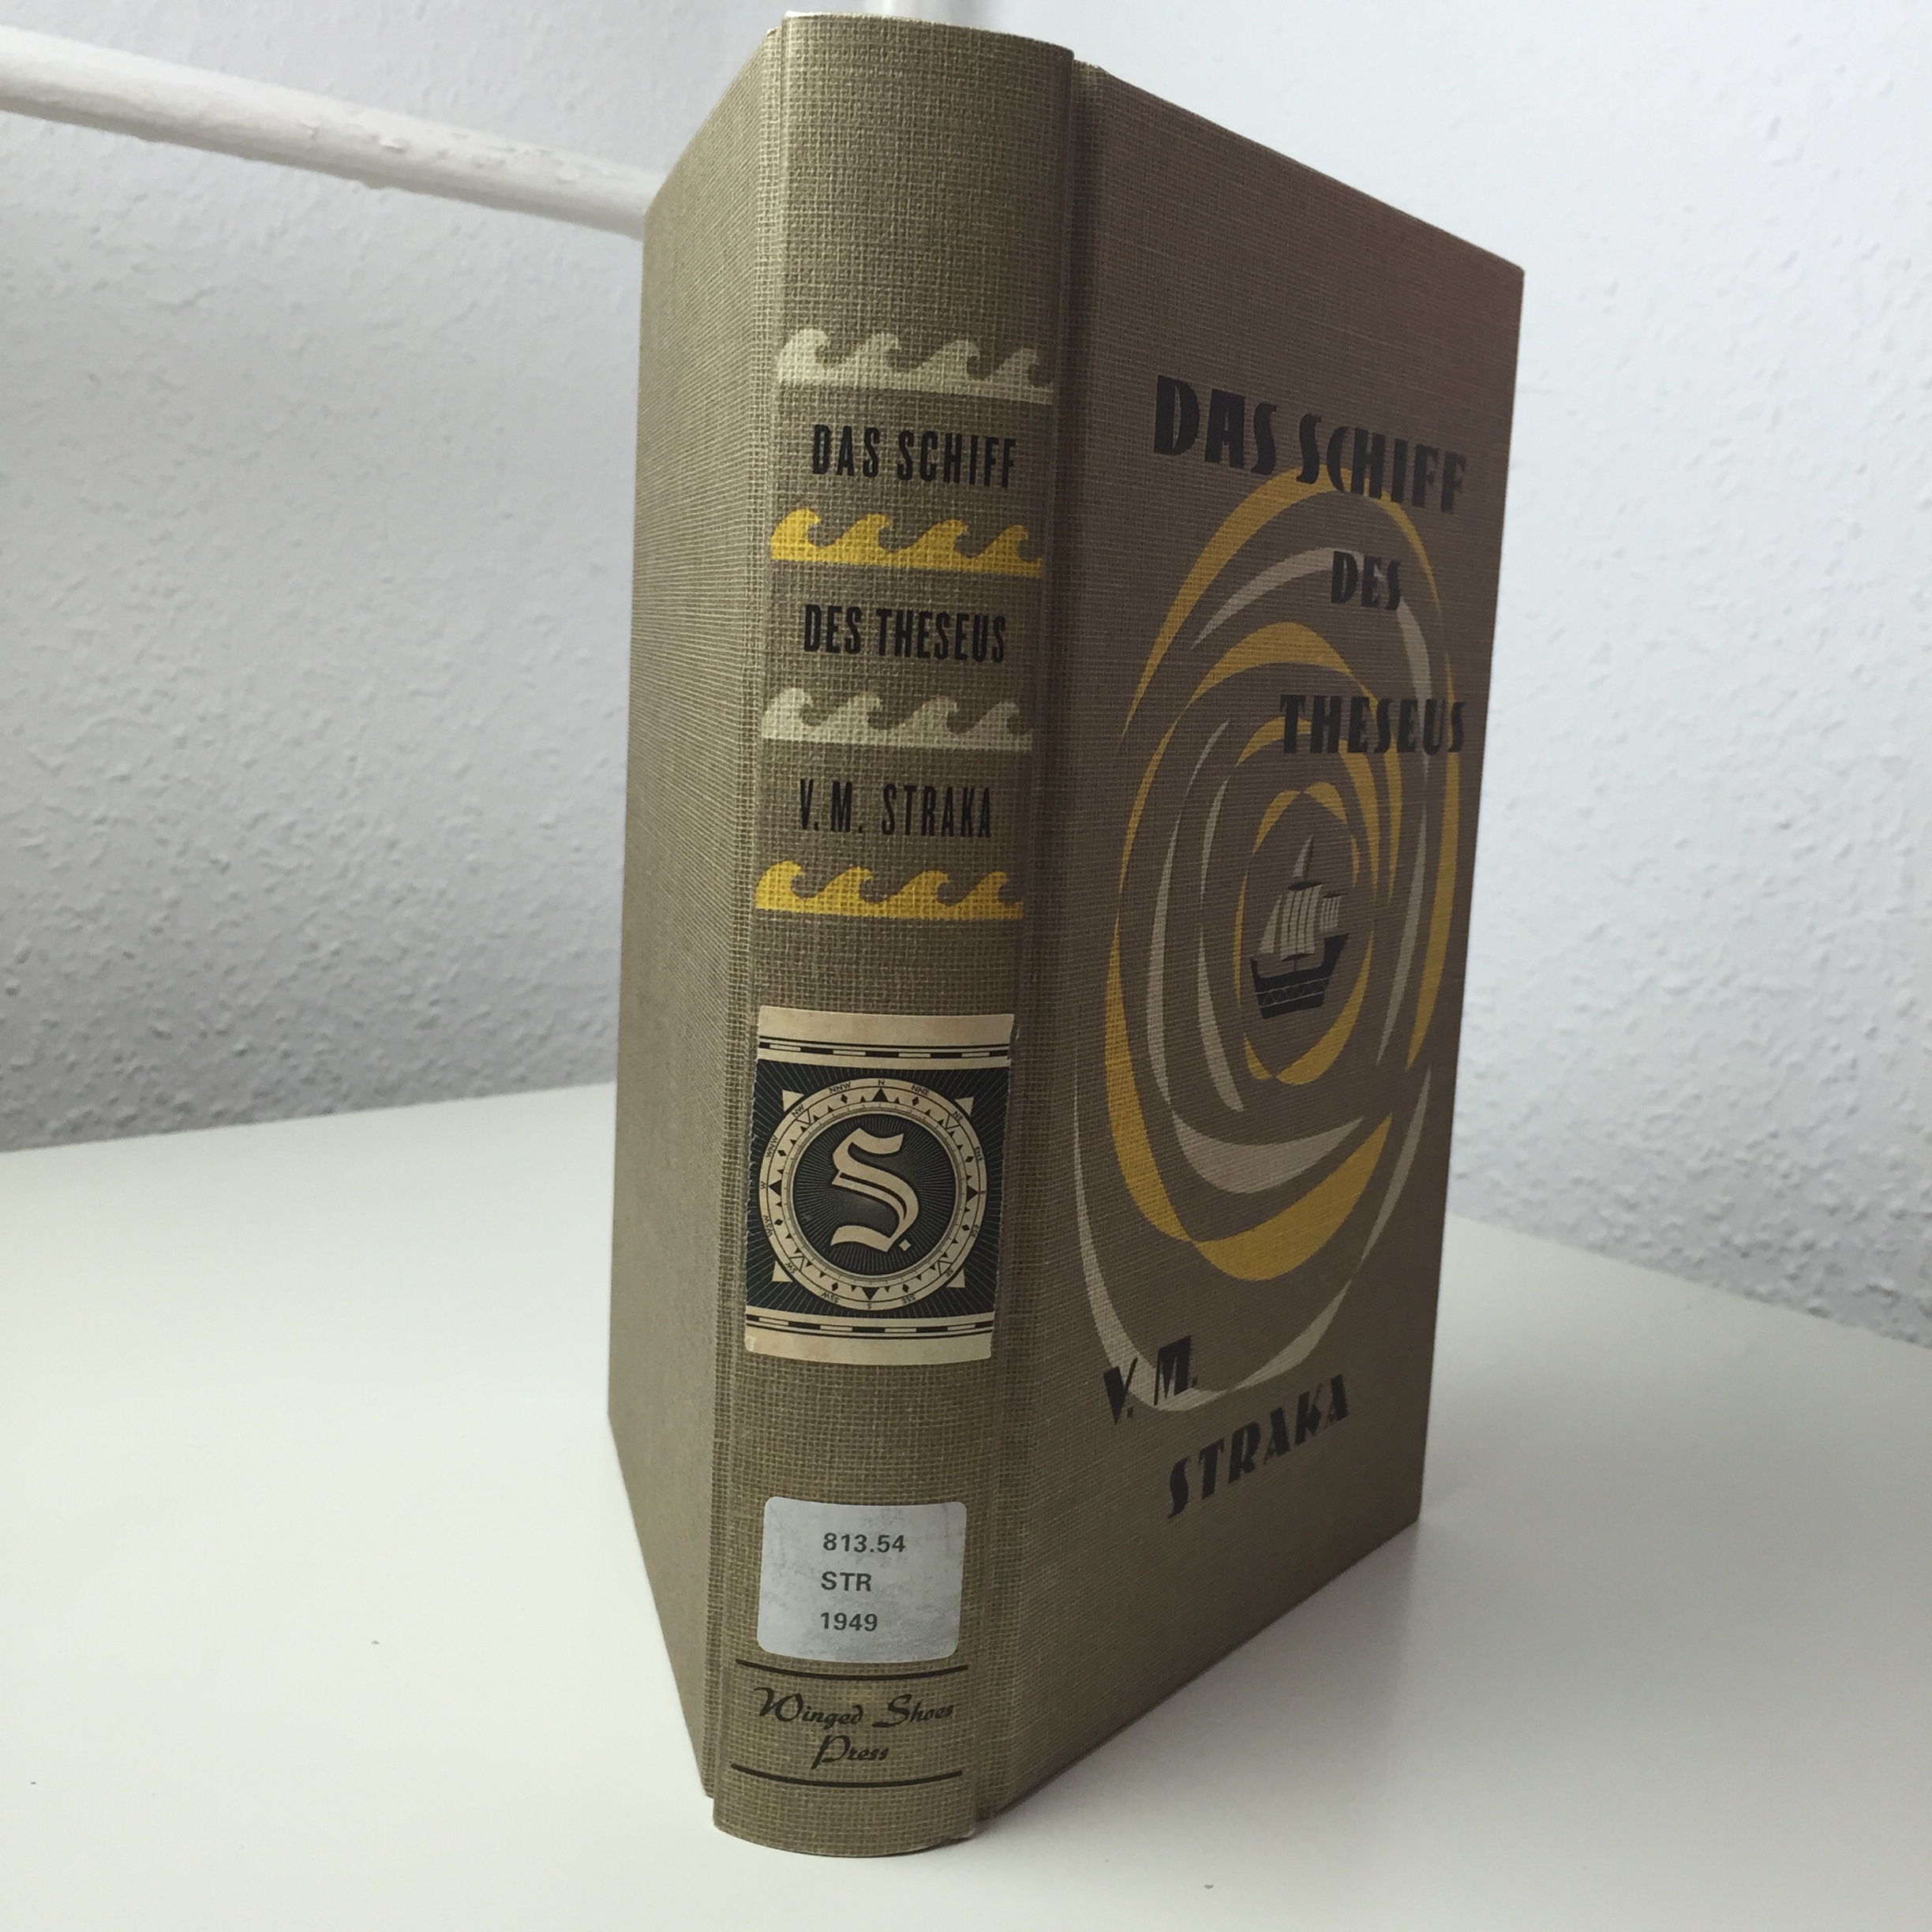 DAS SCHIFF
DES THESEUS
V. M. STRAKA
S.
813.54
STR
1949
Winged Shoes
Press
DAS SCHIFF
DES
THESEUS
V. M.
STRAKA